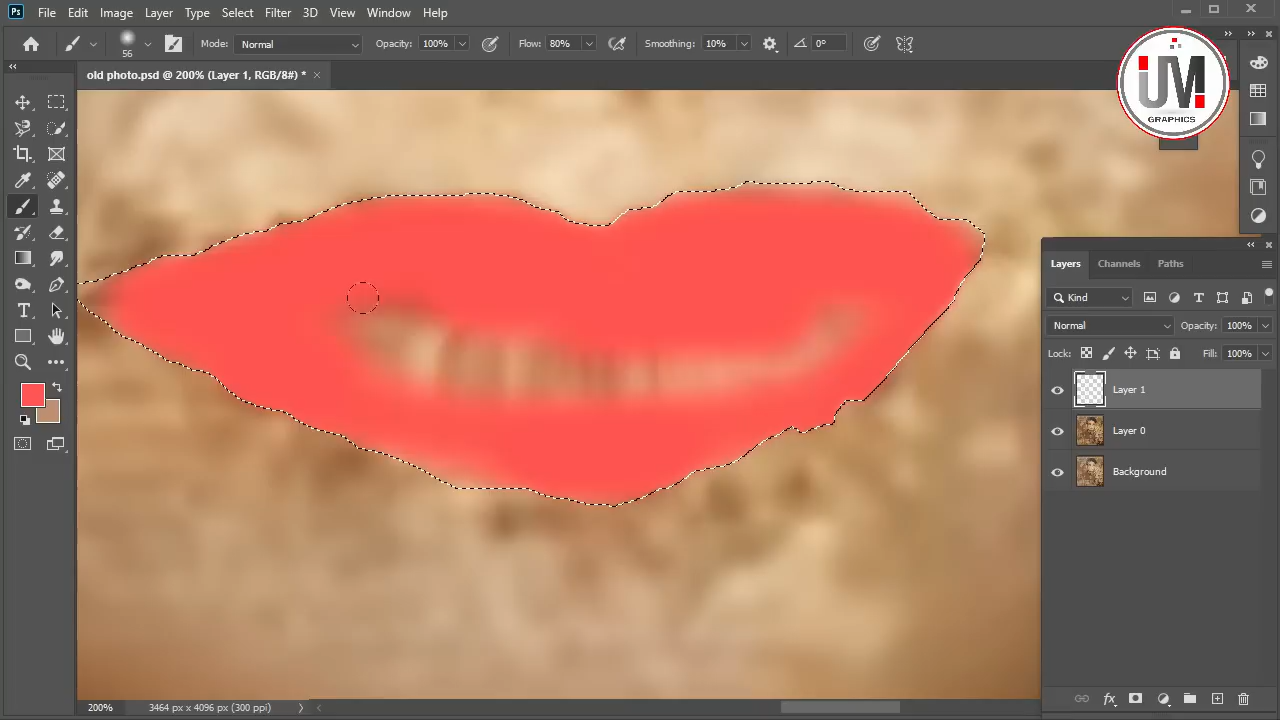 Ps File Edit Image Layer Type Select Filter 3D View Window Help
56 Mode: Normal Opacity: 100% Flow: 80% Smoothing: 10% 0°
old photo.psd @ 200% (Layer 1, RGB/8#) *
UM
GRAPHICS
Layers Channels Paths
Kind
Normal Opacity: 100%
Lock: Fill: 100%
Layer 1
Layer 0
Background
200% 3464 px x 4096 px (300 ppi)